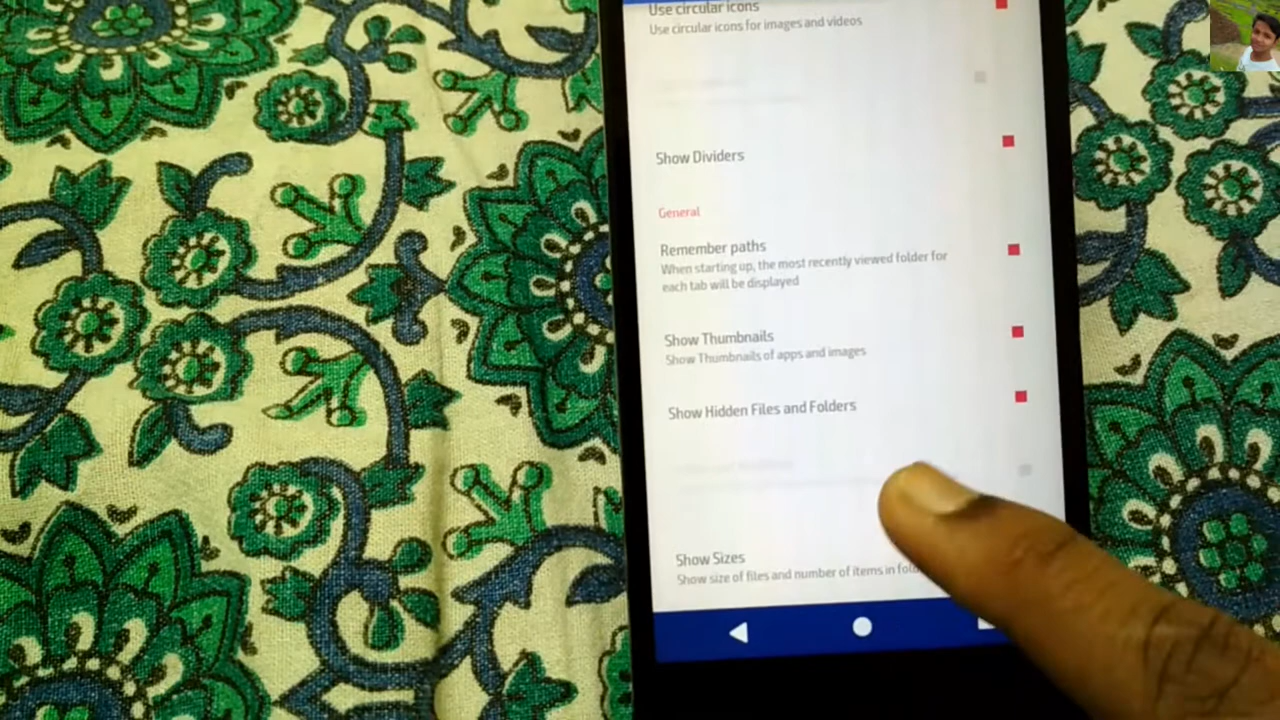 Use circular icons
Use circular icons for images and videos
Show Dividers
General
Remember paths
When starting up, the most recently viewed folder for
each tab will be displayed
Show Thumbnails
Show Thumbnails of apps and images
Show Hidden Files and Folders
Show Sizes
Show size of files and number of items in